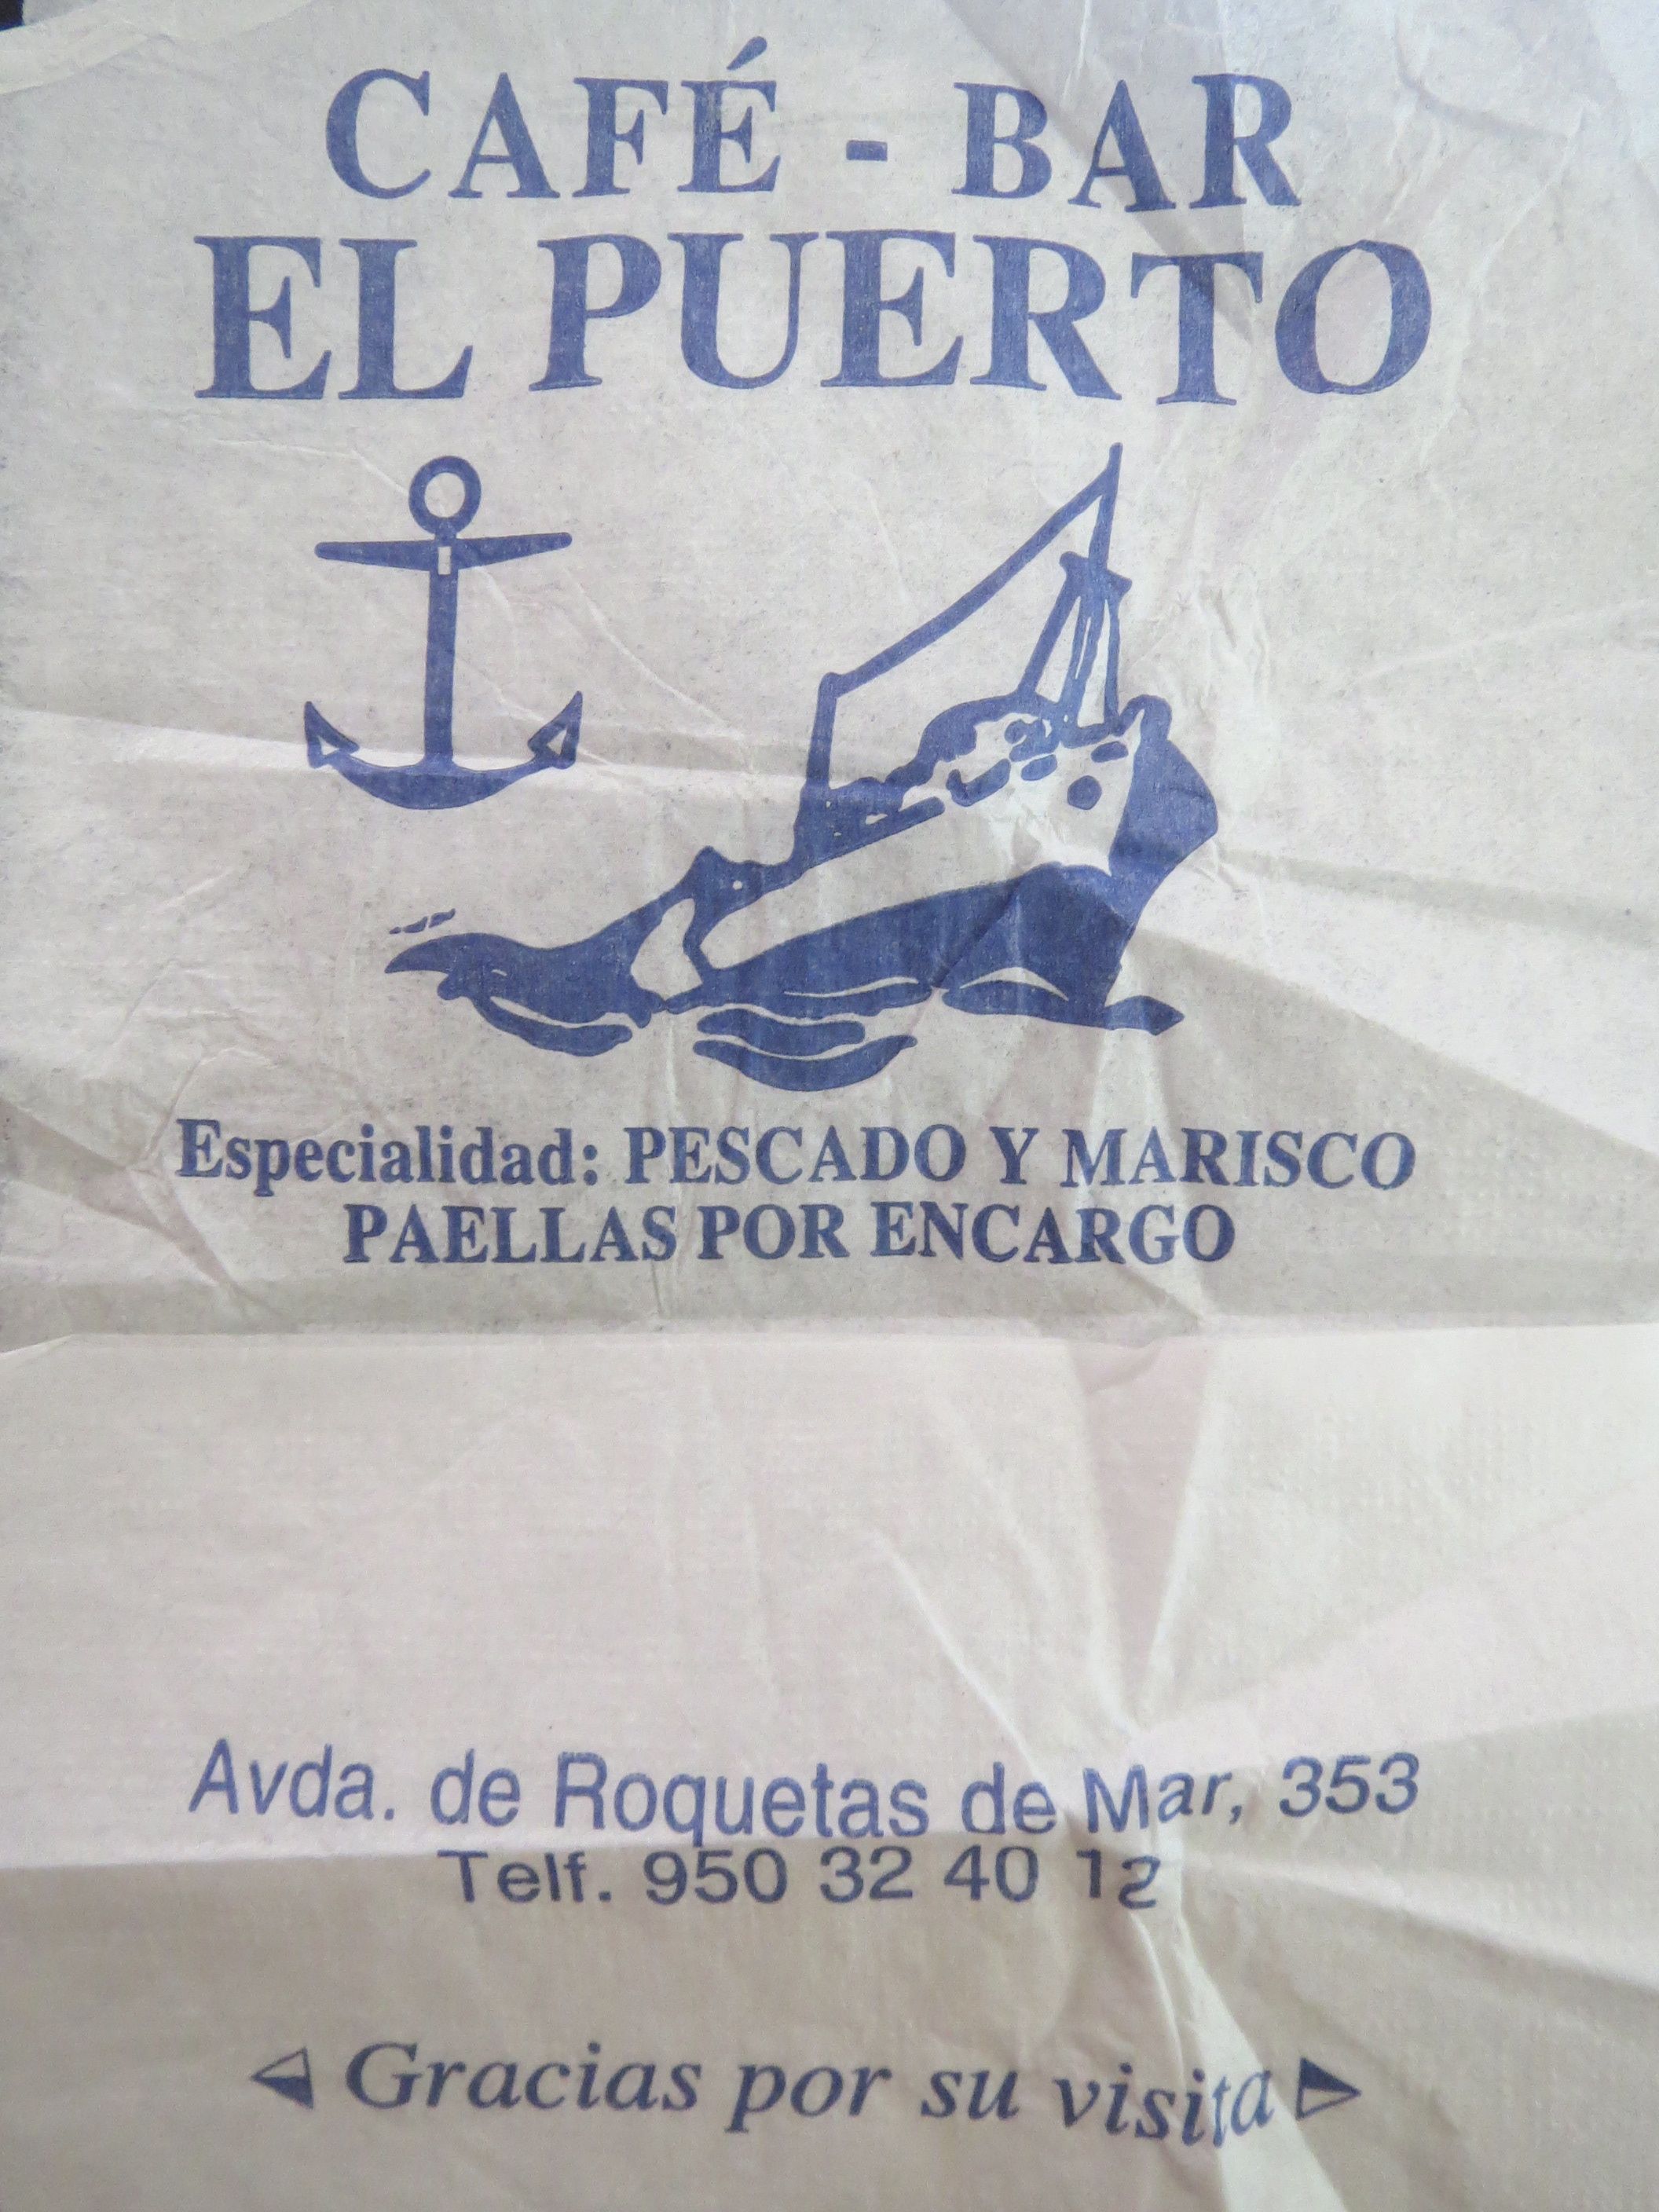 CAFÉ - BAR
EL PUERTO
Especialidad: PESCADO Y MARISCO
PAELLAS POR ENCARGO
Avda. de Roquetas de Mar, 353
Telf. 950 32 40 12
Gracias por su visita